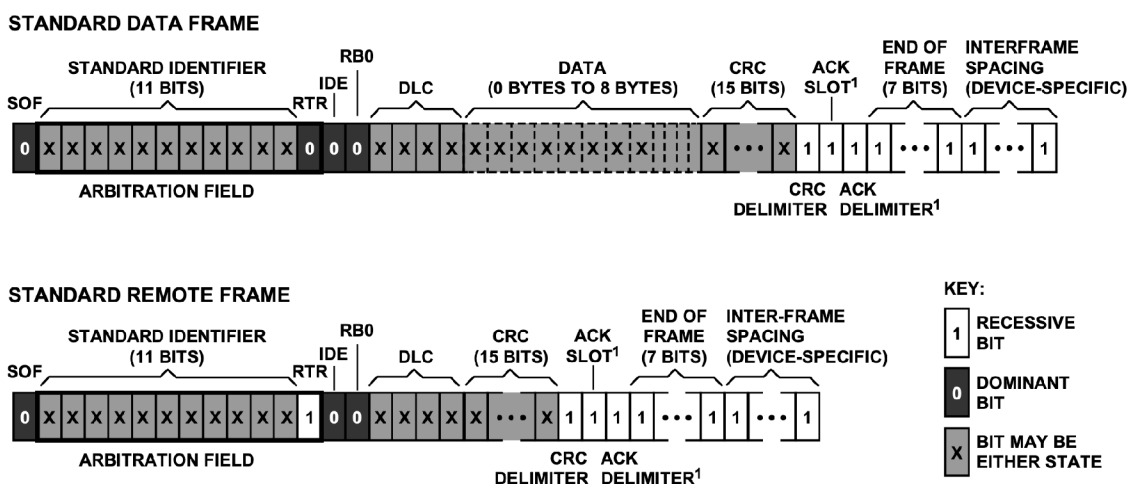 STANDARD DATA FRAME
STANDARD IDENTIFIER
(11 BITS)
SOF
RTR
IDE
RB0
DLC
DATA
(0 BYTES TO 8 BYTES)
CRC
(15 BITS)
ACK
SLOT1
END OF
FRAME
(7 BITS)
INTERFRAME
SPACING
(DEVICE-SPECIFIC)
0 X X X X X X X X X X X 0 0 0 X X X X X X X X X X X X X ••• X 1 1 1 1 ••• 1 1 ••• 1
ARBITRATION FIELD
CRC
DELIMITER
ACK
DELIMITER1
STANDARD REMOTE FRAME
STANDARD IDENTIFIER
(11 BITS)
SOF
RTR
IDE
RB0
DLC
CRC
(15 BITS)
ACK
SLOT1
END OF
FRAME
(7 BITS)
INTER-FRAME
SPACING
(DEVICE-SPECIFIC)
0 X X X X X X X X X X X 1 0 0 X X X X X ••• X 1 1 1 1 ••• 1 1 ••• 1
ARBITRATION FIELD
CRC
DELIMITER
ACK
DELIMITER1
KEY:
1 RECESSIVE
BIT
0 DOMINANT
BIT
X BIT MAY BE
EITHER STATE